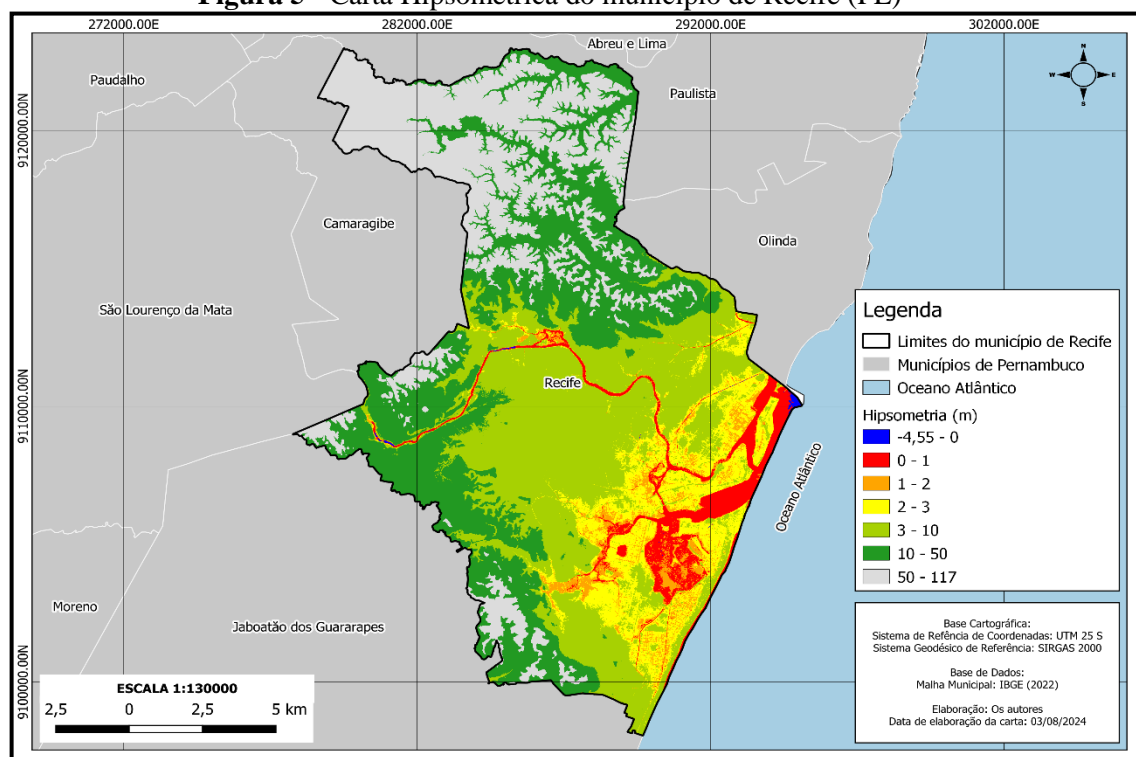 Figura 3 - Carta Hipsométrica do município de Recife (PE)
272000.00E
282000.00E
292000.00E
302000.00E
9120000.00N
9110000.00N
9100000.00N
Abreu e Lima
Paudalho
Paulista
N
W
E
S
Camaragibe
Olinda
São Lourenço da Mata
Recife
Oceano Atlântico
Moreno
Jaboatão dos Guararapes
Legenda
Limites do município de Recife
Municípios de Pernambuco
Oceano Atlântico
Hipsometria (m)
-4,55 - 0
0 - 1
1 - 2
2 - 3
3 - 10
10 - 50
50 - 117
Base Cartográfica:
Sistema de Refência de Coordenadas: UTM 25 S
Sistema Geodésico de Referência: SIRGAS 2000
Base de Dados:
Malha Municipal: IBGE (2022)
Elaboração: Os autores
Data de elaboração da carta: 03/08/2024
ESCALA 1:130000
2,5 0 2,5 5 km